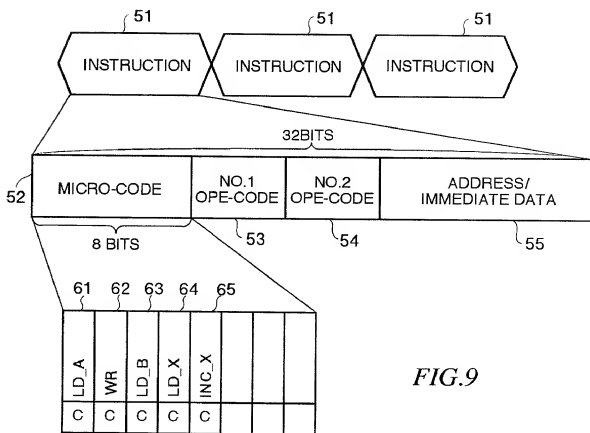 51 51 51
INSTRUCTION INSTRUCTION INSTRUCTION
32BITS
52
MICRO-CODE
NO.1
OPE-CODE
NO.2
OPE-CODE
ADDRESS/
IMMEDIATE DATA
8 BITS
53 54 55
61 62 63 64 65
LD_A WR LD_B LD_X INC_X
C C C C C
FIG.9